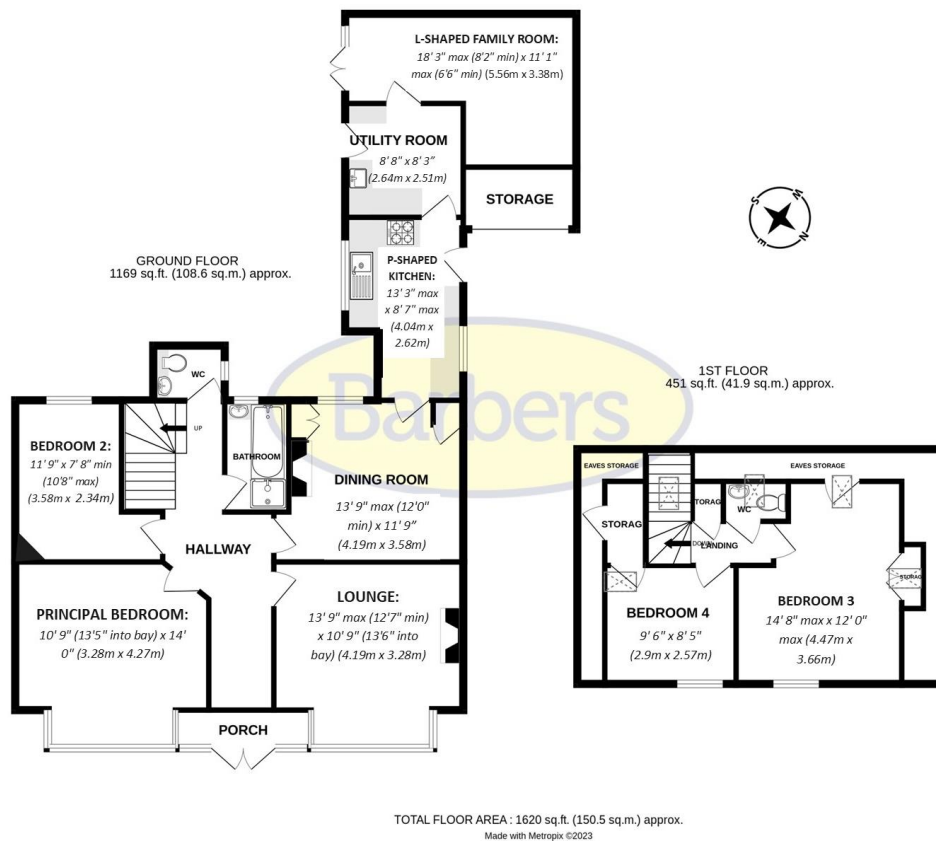 L-SHAPED FAMILY ROOM:
18' 3" max (8'2" min) x 11' 1"
max (6'6" min) (5.56m x 3.38m)
UTILITY ROOM
8' 8" x 8' 3"
(2.64m x 2.51m)
STORAGE
S
W
E
N
GROUND FLOOR
1169 sq.ft. (108.6 sq.m.) approx.
P-SHAPED
KITCHEN:
13' 3" max
x 8' 7" max
(4.04m x
2.62m)
Barbers
WC
UP
BEDROOM 2:
11' 9" x 7' 8" min
(10'8" max)
(3.58m x 2.34m)
BATHROOM
DINING ROOM
13' 9" max (12'0"
min) x 11' 9"
(4.19m x 3.58m)
HALLWAY
PRINCIPAL BEDROOM:
10' 9" (13'5" into bay) x 14'
0" (3.28m x 4.27m)
LOUNGE:
13' 9" max (12'7" min)
x 10' 9" (13'6" into
bay) (4.19m x 3.28m)
PORCH
1ST FLOOR
451 sq.ft. (41.9 sq.m.) approx.
EAVES STORAGE
EAVES STORAGE
STORAG
TORAG
WC
DOWN
LANDING
STORAG
BEDROOM 4
9' 6" x 8' 5"
(2.9m x 2.57m)
BEDROOM 3
14' 8" max x 12' 0"
max (4.47m x
3.66m)
TOTAL FLOOR AREA : 1620 sq.ft. (150.5 sq.m.) approx.
Made with Metropix ©2023